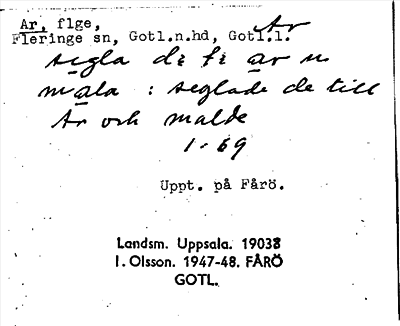 Ar, flge, Ar
Fleringe sn, Gotl.n.hd, Gotl.l.
segla di ti ar u
mala : seglade de till
Ar och malde
1-69
Uppt. på Fårö.
Landsm. Uppsala. 19038
I. Olsson. 1947-48. FÅRÖ
GOTL.